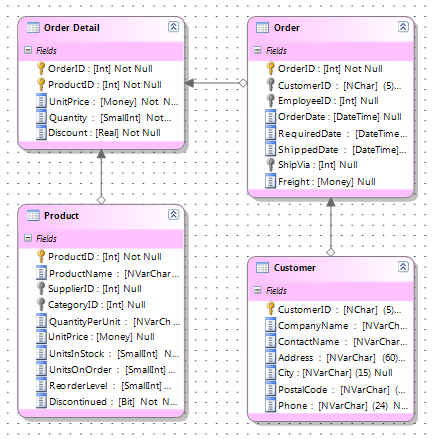 Order Detail
Fields
OrderID : [Int] Not Null
ProductID : [Int] Not Null
UnitPrice : [Money] Not N...
Quantity : [SmallInt] Not...
Discount : [Real] Not Null
Order
Fields
OrderID : [Int] Not Null
CustomerID : [NChar] (5)...
EmployeeID : [Int] Null
OrderDate : [DateTime] Null
RequiredDate : [DateTime...
ShippedDate : [DateTime]...
ShipVia : [Int] Null
Freight : [Money] Null
Product
Fields
ProductID : [Int] Not Null
ProductName : [NVarChar...
SupplierID : [Int] Null
CategoryID : [Int] Null
QuantityPerUnit : [NVarCh...
UnitPrice : [Money] Null
UnitsInStock : [SmallInt] ...
UnitsOnOrder : [SmallInt] ...
ReorderLevel : [SmallInt] ...
Discontinued : [Bit] Not N...
Customer
Fields
CustomerID : [NChar] (5)...
CompanyName : [NVarChar...
ContactName : [NVarChar...
Address : [NVarChar] (60)...
City : [NVarChar] (15) Null
PostalCode : [NVarChar] (...
Phone : [NVarChar] (24) N...